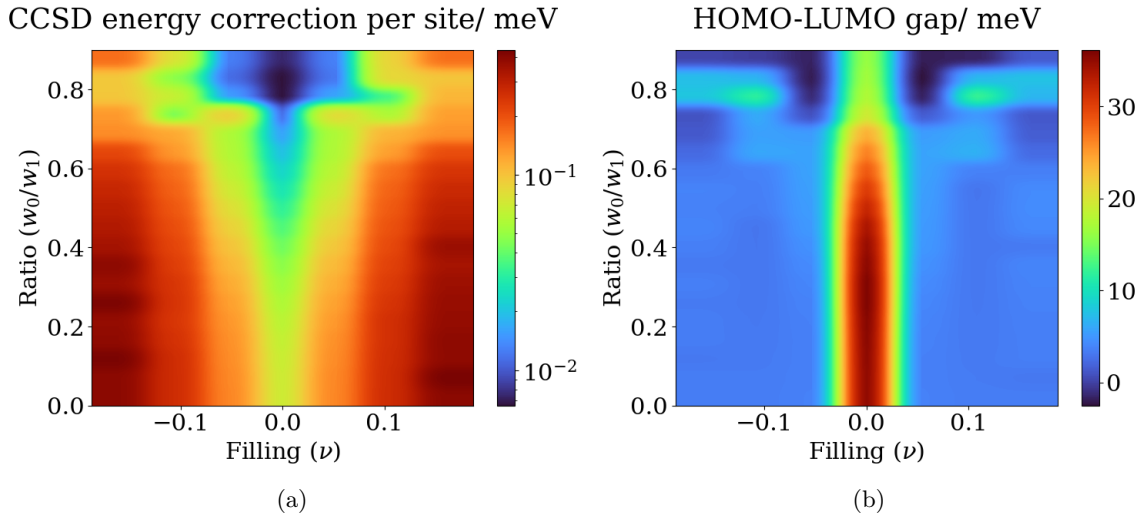 CCSD energy correction per site/ meV
HOMO-LUMO gap/ meV
Ratio (w₀/w₁)
0.8
0.6
0.4
0.2
0.0
−0.1
0.0
0.1
Filling (ν)
10⁻¹
10⁻²
(a)
Ratio (w₀/w₁)
0.8
0.6
0.4
0.2
0.0
−0.1
0.0
0.1
Filling (ν)
30
20
10
0
(b)